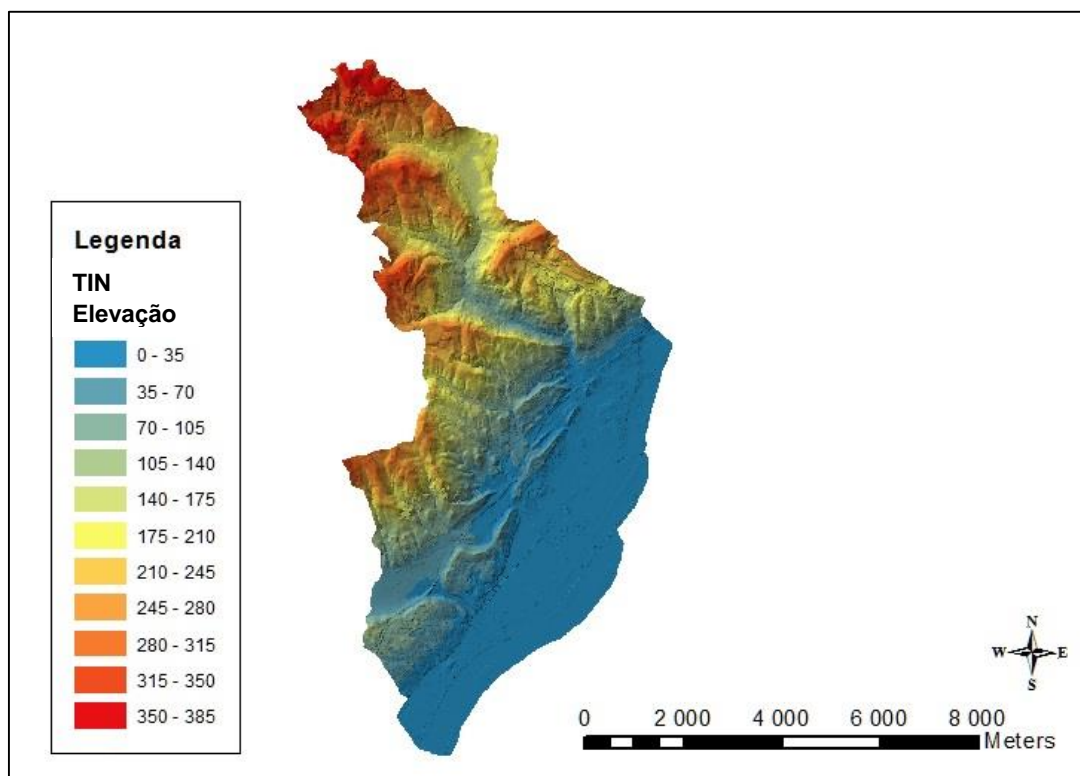 Legenda
TIN
Elevação
0 - 35
35 - 70
70 - 105
105 - 140
140 - 175
175 - 210
210 - 245
245 - 280
280 - 315
315 - 350
350 - 385
N
W E
S
0 2 000 4 000 6 000 8 000
Meters